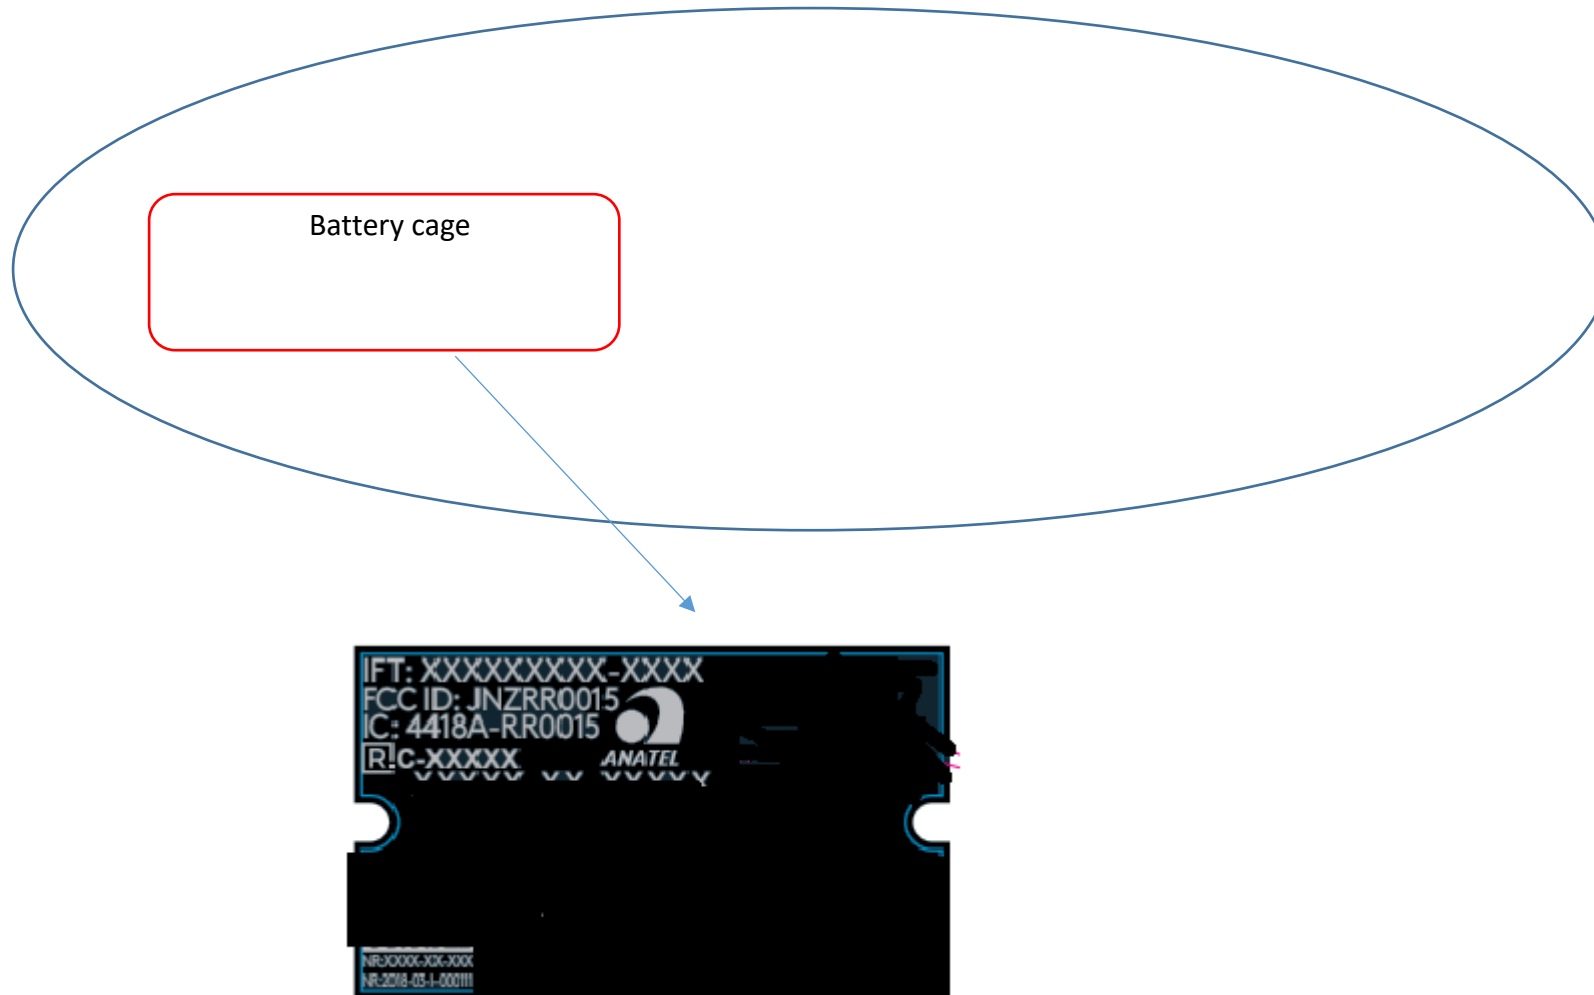 Battery cage
IFT: XXXXXXXXX-XXXX
FCC ID: JNZRR0015
IC: 4418A-RR0015
R C-XXXXX
ANATEL
NR:XXXX-XX-XXX
NR:2018-03-I-000111